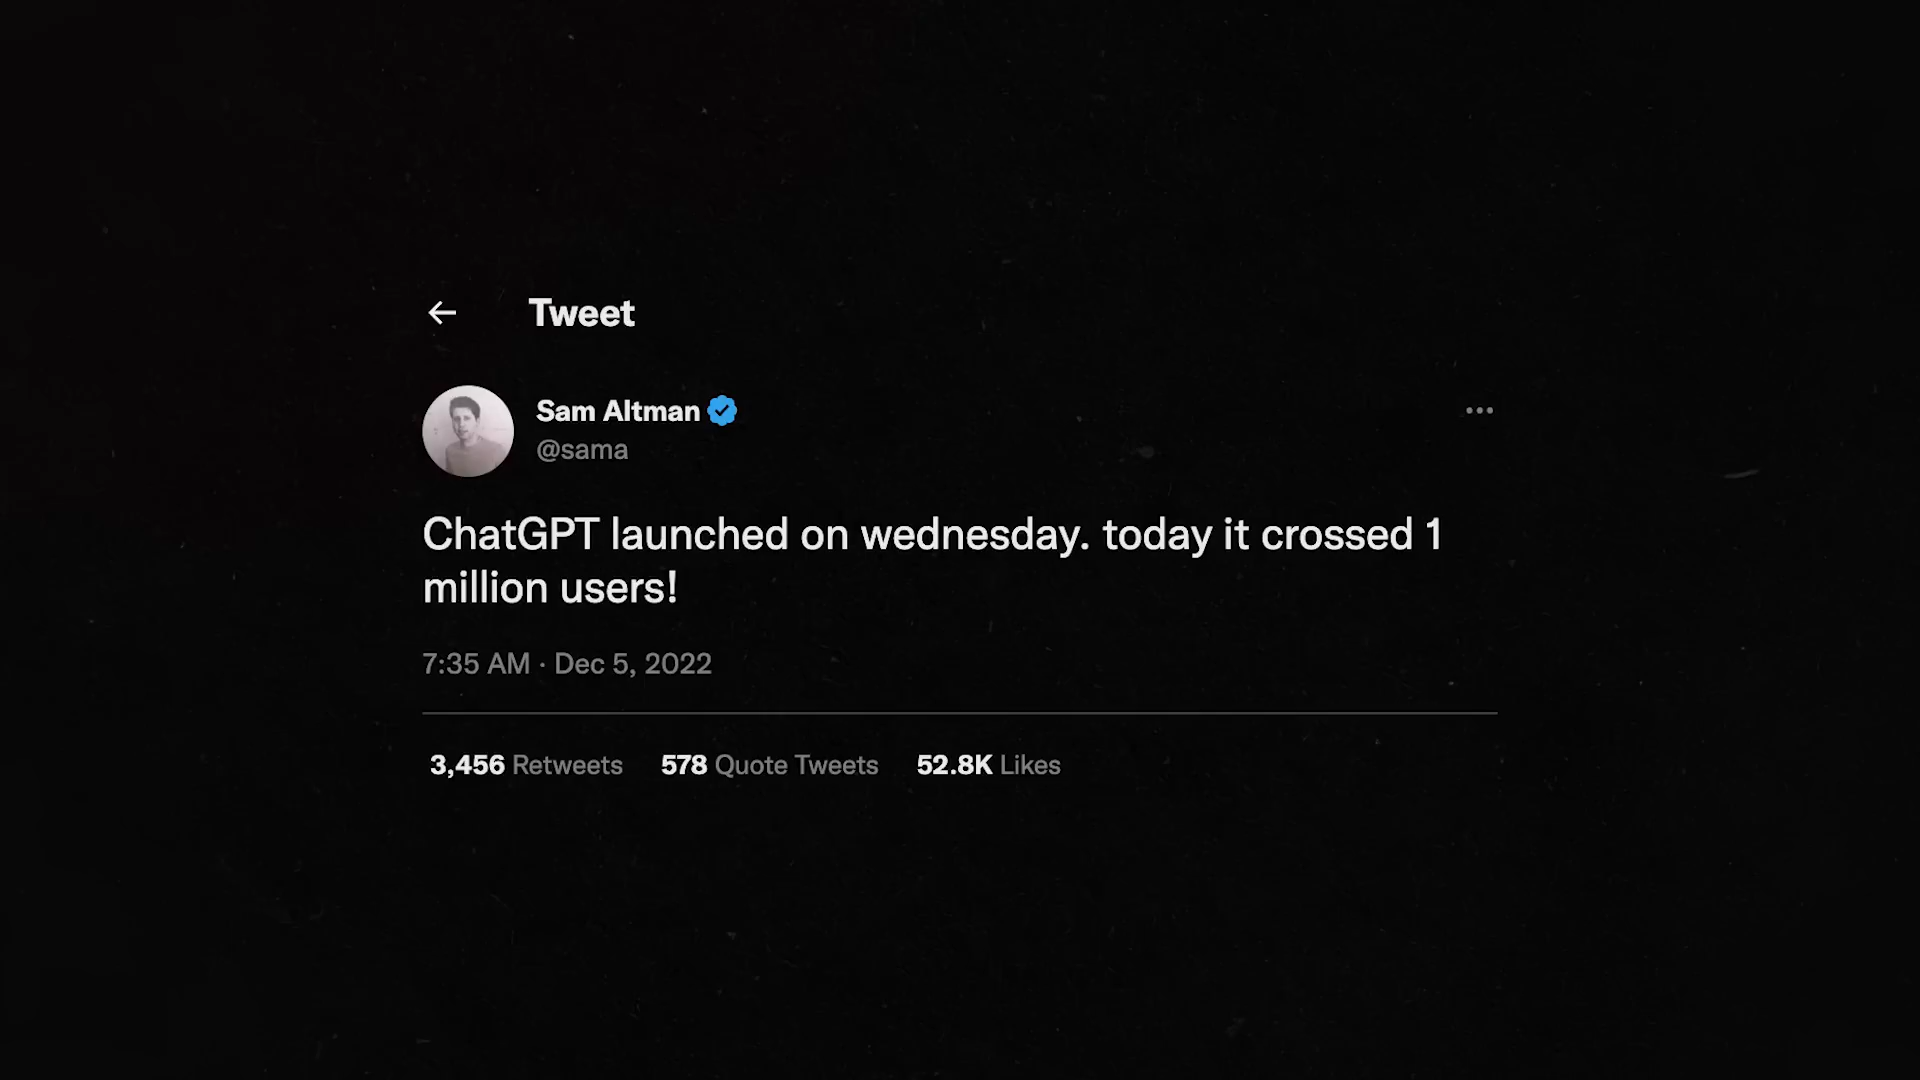 Tweet
Sam Altman
@sama
ChatGPT launched on wednesday. today it crossed 1
million users!
7:35 AM · Dec 5, 2022
3,456 Retweets 578 Quote Tweets 52.8K Likes